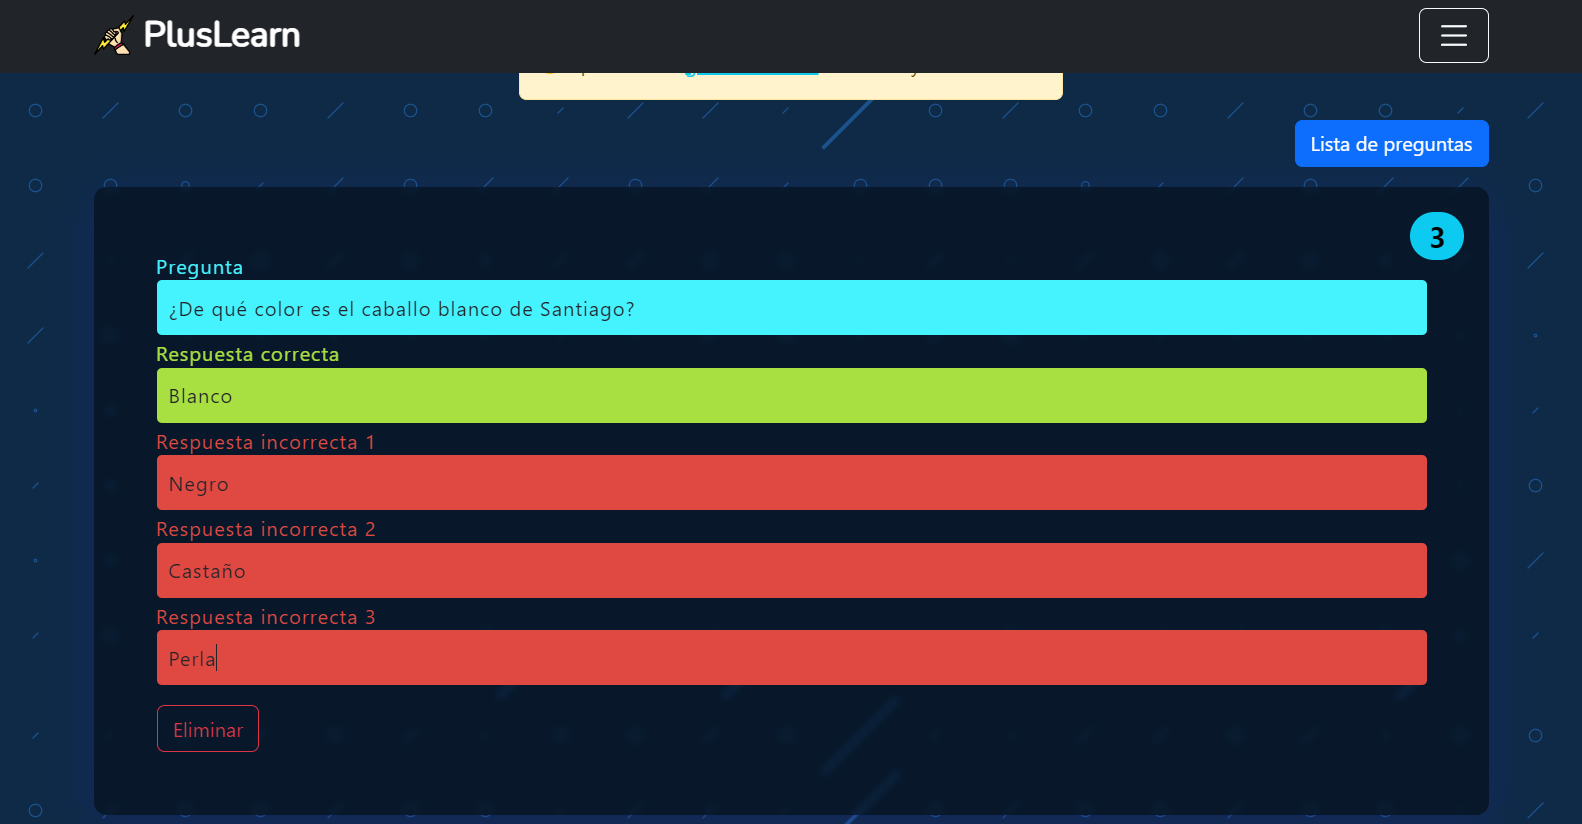 PlusLearn
Lista de preguntas
3
Pregunta
¿De qué color es el caballo blanco de Santiago?
Respuesta correcta
Blanco
Respuesta incorrecta 1
Negro
Respuesta incorrecta 2
Castaño
Respuesta incorrecta 3
Perla
Eliminar